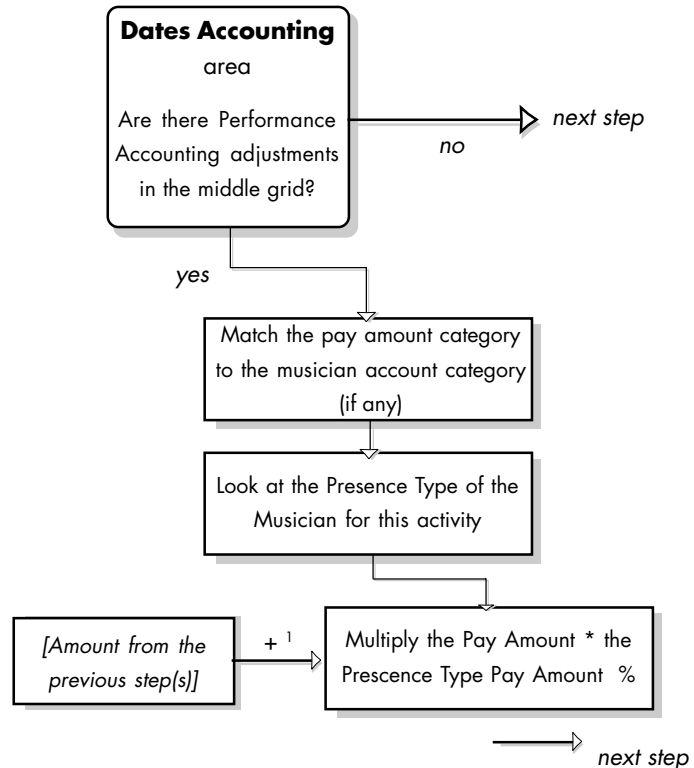 Dates Accounting
area
Are there Performance
Accounting adjustments
in the middle grid?
next step
no
yes
Match the pay amount category
to the musician account category
(if any)
Look at the Presence Type of the
Musician for this activity
[Amount from the
previous step(s)]
+ 1
Multiply the Pay Amount * the
Prescence Type Pay Amount %
next step